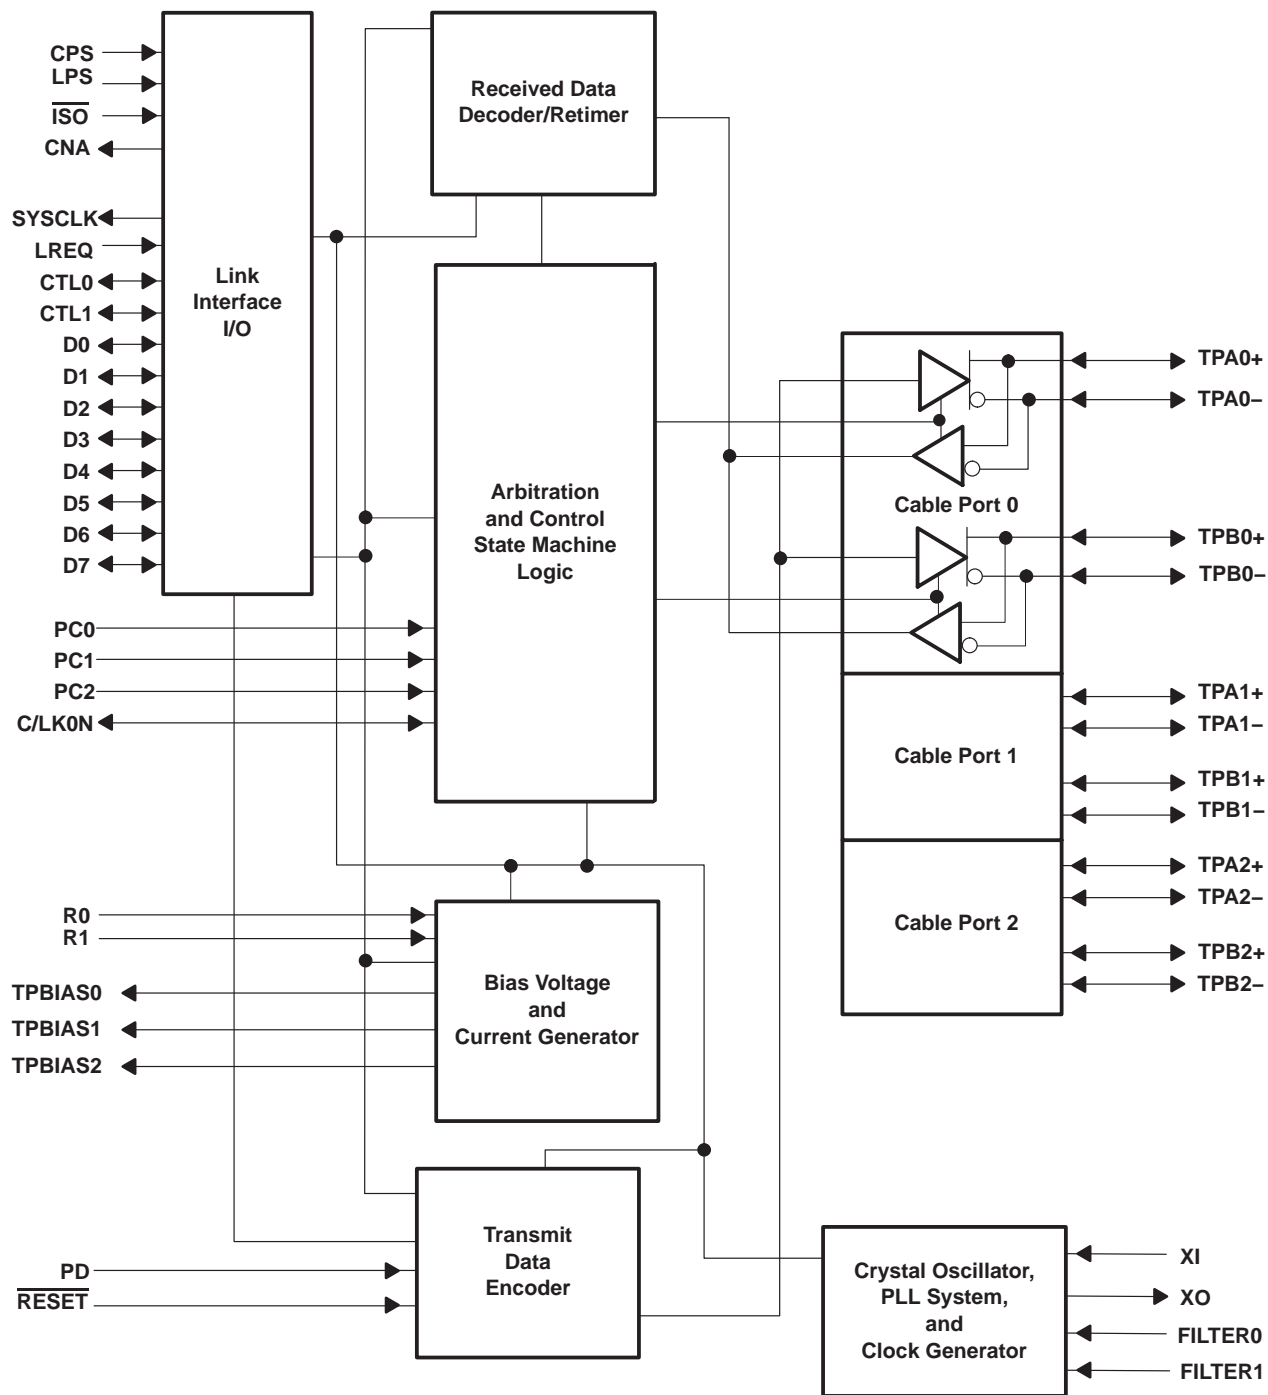 CPS
LPS
ISO
CNA
SYSCLK
LREQ
CTL0
CTL1
D0
D1
D2
D3
D4
D5
D6
D7
Link
Interface
I/O
Received Data
Decoder/Retimer
PC0
PC1
PC2
C/LK0N
Arbitration
and Control
State Machine
Logic
Cable Port 0
TPA0+
TPA0–
TPB0+
TPB0–
Cable Port 1
TPA1+
TPA1–
TPB1+
TPB1–
Cable Port 2
TPA2+
TPA2–
TPB2+
TPB2–
R0
R1
TPBIAS0
TPBIAS1
TPBIAS2
Bias Voltage
and
Current Generator
PD
RESET
Transmit
Data
Encoder
Crystal Oscillator,
PLL System,
and
Clock Generator
XI
XO
FILTER0
FILTER1